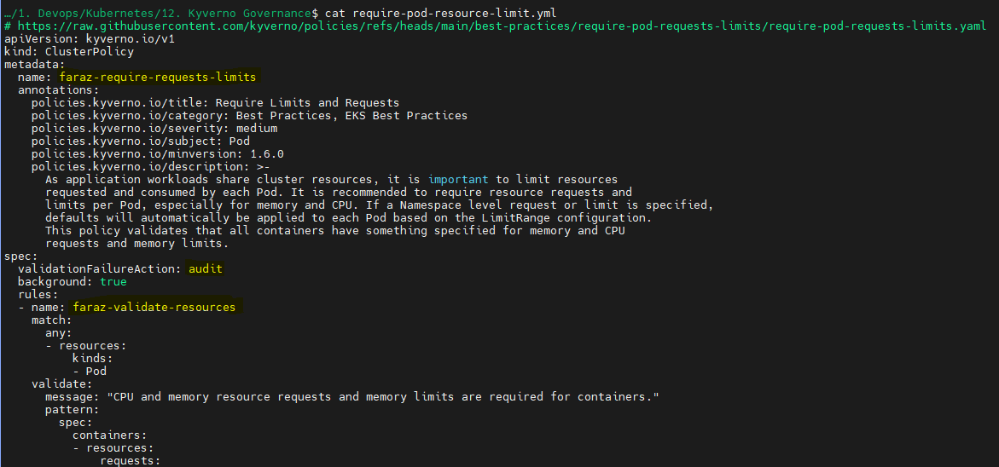 …/1. Devops/Kubernetes/12. Kyverno Governance$ cat require-pod-resource-limit.yml
# https://raw.githubusercontent.com/kyverno/policies/refs/heads/main/best-practices/require-pod-requests-limits/require-pod-requests-limits.yaml
apiVersion: kyverno.io/v1
kind: ClusterPolicy
metadata:
  name: faraz-require-requests-limits
  annotations:
    policies.kyverno.io/title: Require Limits and Requests
    policies.kyverno.io/category: Best Practices, EKS Best Practices
    policies.kyverno.io/severity: medium
    policies.kyverno.io/subject: Pod
    policies.kyverno.io/minversion: 1.6.0
    policies.kyverno.io/description: >-
      As application workloads share cluster resources, it is important to limit resources
      requested and consumed by each Pod. It is recommended to require resource requests and
      limits per Pod, especially for memory and CPU. If a Namespace level request or limit is specified,
      defaults will automatically be applied to each Pod based on the LimitRange configuration.
      This policy validates that all containers have something specified for memory and CPU
      requests and memory limits.
spec:
  validationFailureAction: audit
  background: true
  rules:
  - name: faraz-validate-resources
    match:
      any:
      - resources:
          kinds:
          - Pod
    validate:
      message: "CPU and memory resource requests and memory limits are required for containers."
      pattern:
        spec:
          containers:
          - resources:
              requests: